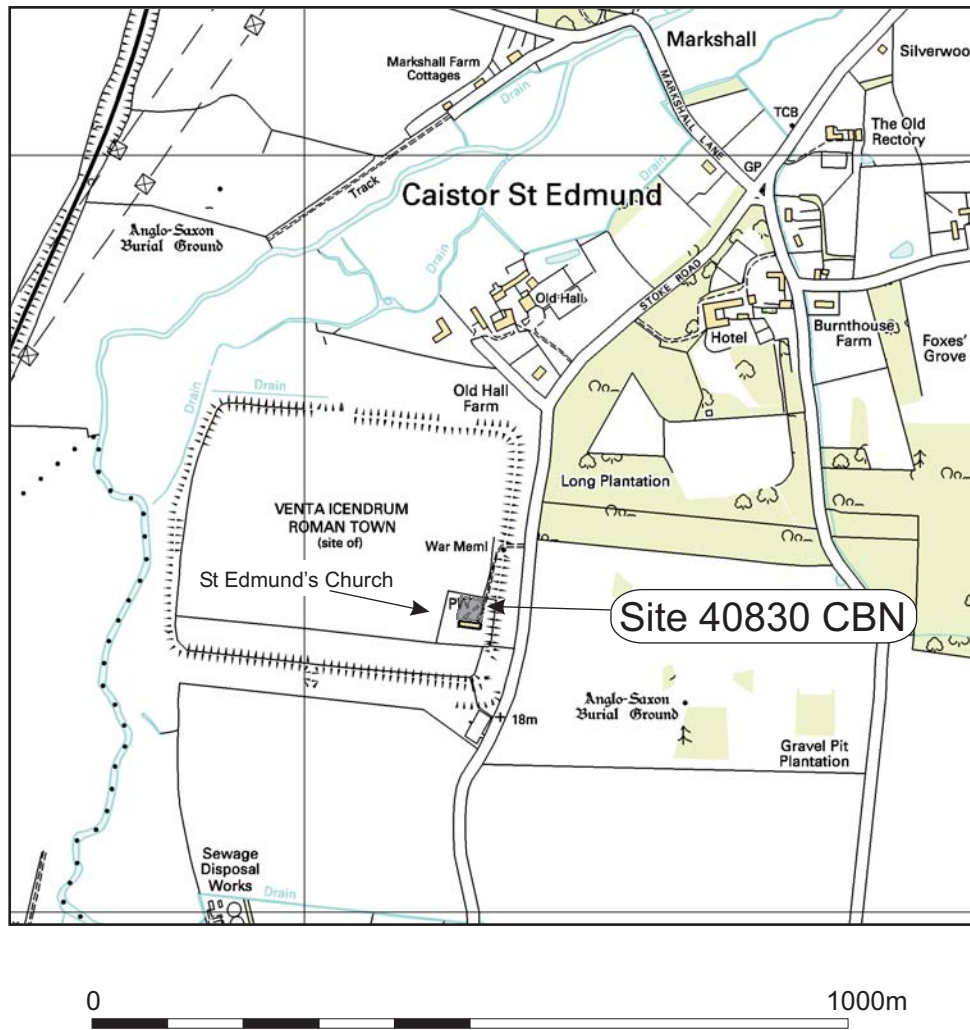 Markshall
Silverwoo
Markshall Farm
Cottages
Drain
MARKSHALL LANE
TCB
The Old
Rectory
Drain
GP
Track
Caistor St Edmund
Anglo-Saxon
Burial Ground
Drain
STOKE ROAD
Old Hall
Hotel
Burnthouse
Farm
Foxes'
Grove
Drain
Drain
Old Hall
Farm
Long Plantation
VENTA ICENDRUM
ROMAN TOWN
(site of)
War Meml
St Edmund's Church
Site 40830 CBN
Anglo-Saxon
Burial Ground
18m
Gravel Pit
Plantation
Sewage
Disposal
Works
Drain
0
1000m